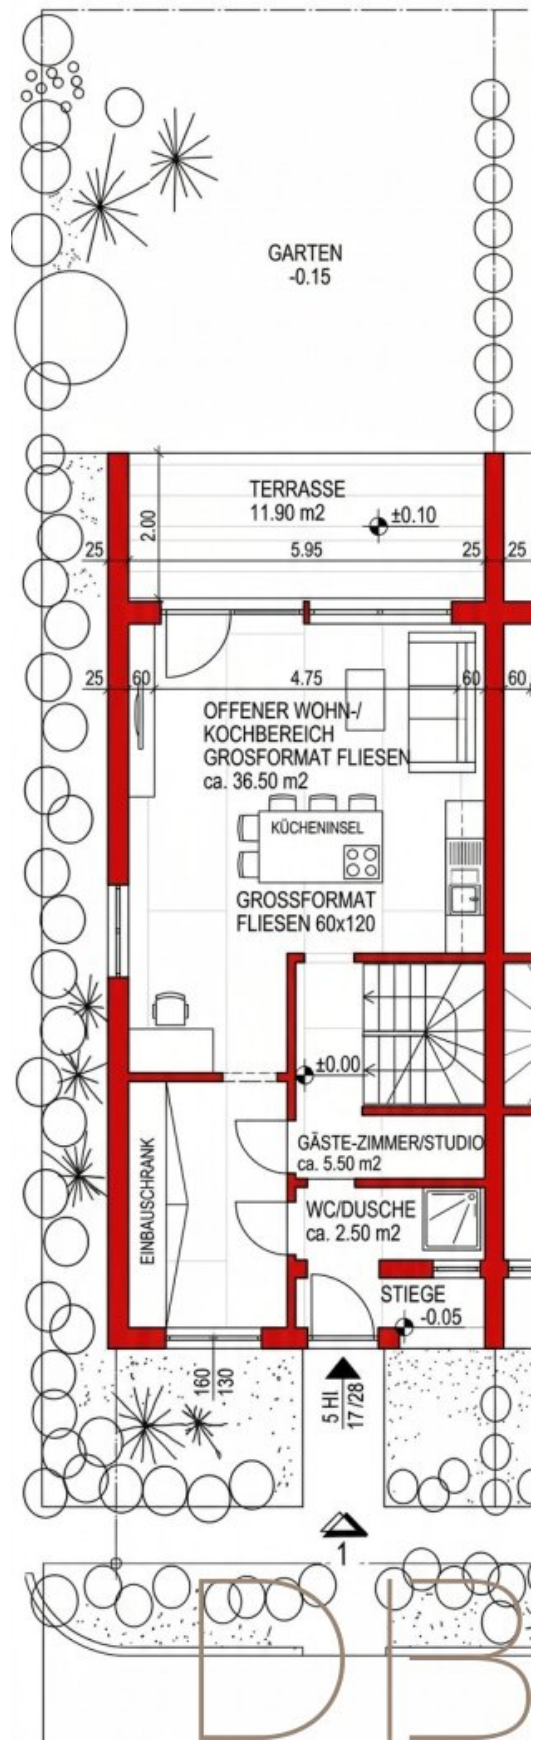 GARTEN
-0.15
TERRASSE
11.90 m2
±0.10
2.00
25
5.95
25
25
25
60
4.75
60
60
OFFENER WOHN-/
KOCHBEREICH
GROSFORMAT FLIESEN
ca. 36.50 m2
KÜCHENINSEL
GROSSFORMAT
FLIESEN 60x120
±0.00
GÄSTE-ZIMMER/STUDIO
ca. 5.50 m2
EINBAUSCHRANK
WC/DUSCHE
ca. 2.50 m2
STIEGE
-0.05
160
130
5 HI
17 /28
1
DB